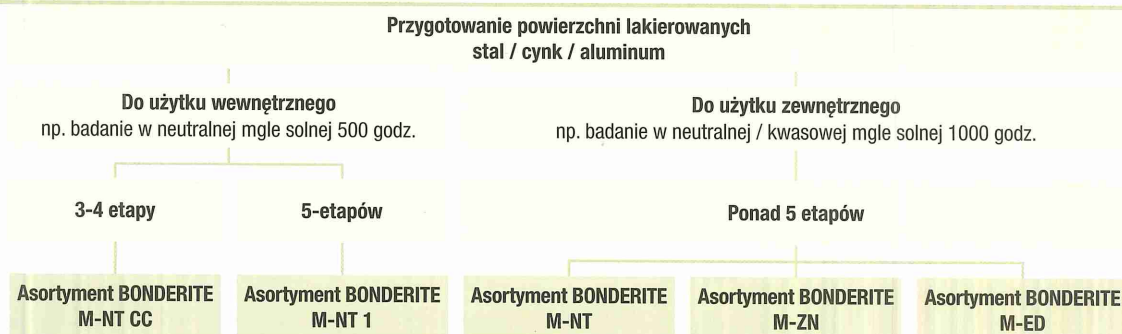 Przygotowanie powierzchni lakierowanych
stal / cynk / aluminum
Do użytku wewnętrznego
np. badanie w neutralnej mgle solnej 500 godz.
Do użytku zewnętrznego
np. badanie w neutralnej / kwasowej mgle solnej 1000 godz.
3-4 etapy
5-etapów
Ponad 5 etapów
Asortyment BONDERITE
M-NT CC
Asortyment BONDERITE
M-NT 1
Asortyment BONDERITE
M-NT
Asortyment BONDERITE
M-ZN
Asortyment BONDERITE
M-ED